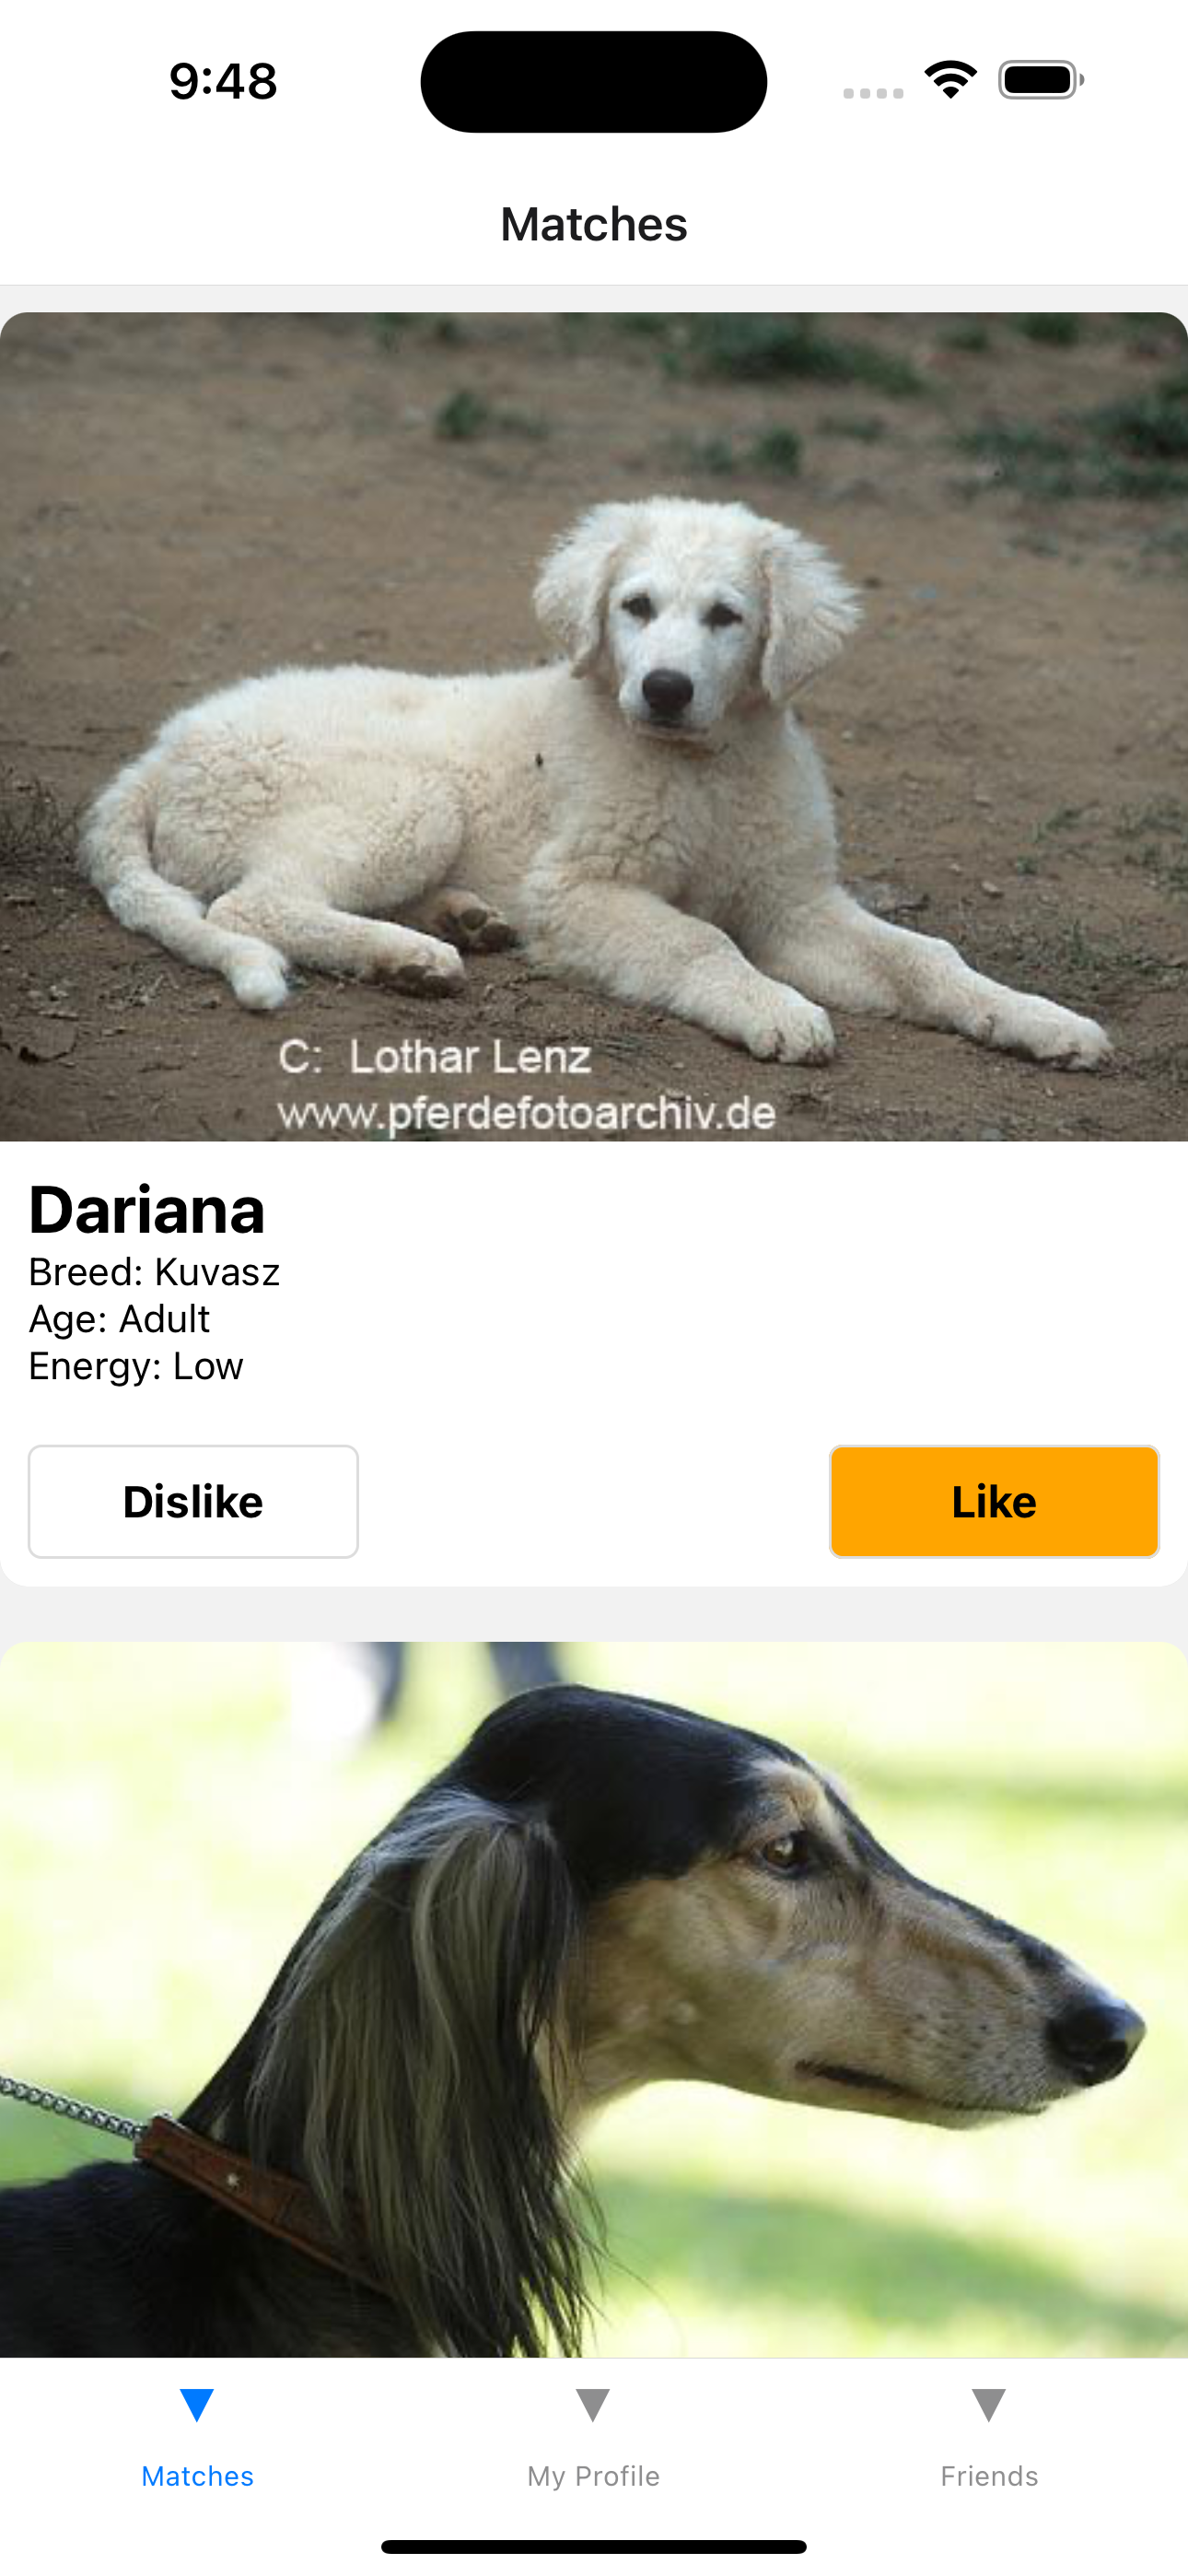 9:48
Matches
C: Lothar Lenz
www.pferdefotoarchiv.de
Dariana
Breed: Kuvasz
Age: Adult
Energy: Low
Dislike
Like
Matches
My Profile
Friends